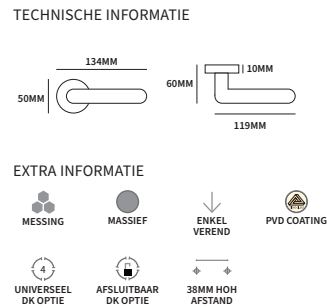 TECHNISCHE INFORMATIE
134MM
50MM
10MM
60MM
119MM
EXTRA INFORMATIE
MESSING
MASSIEF
ENKEL
VEREND
PVD COATING
4
UNIVERSEEL
DK OPTIE
AFSLUITBAAR
DK OPTIE
38MM HOH
AFSTAND